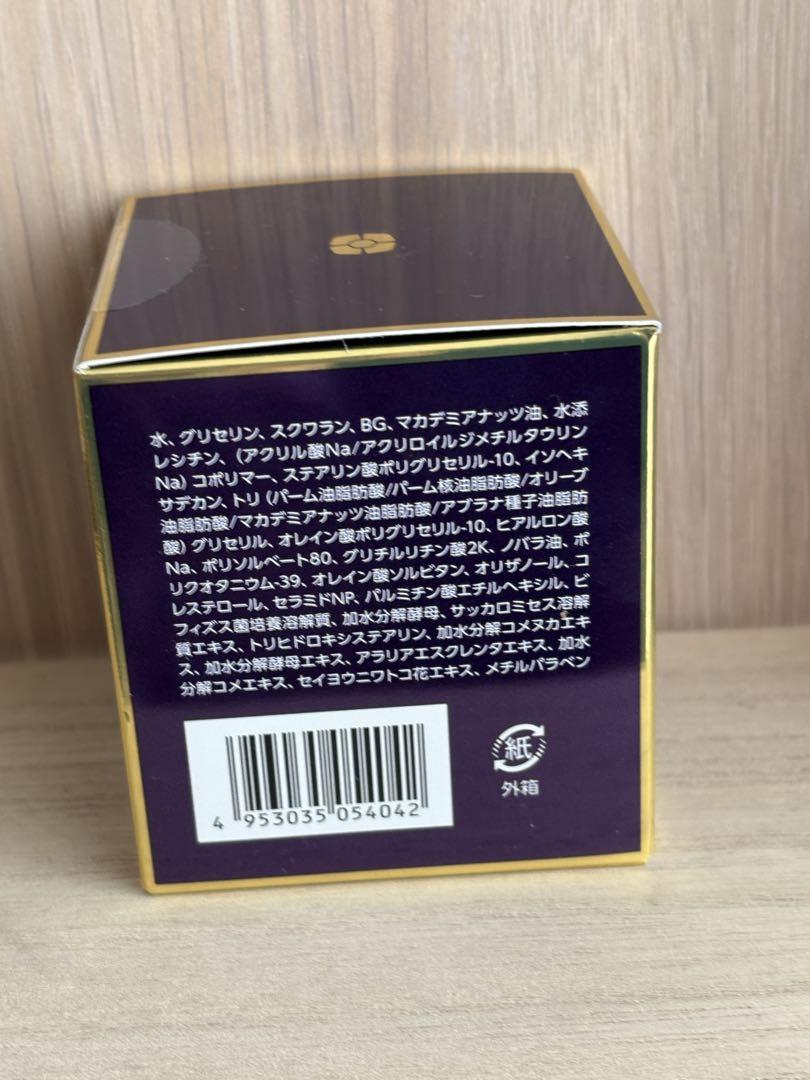 水、グリセリン、スクワラン、BG、マカデミアナッツ油、水添
レシチン、(アクリル酸Na/アクリロイルジメチルタウリン
Na) コポリマー、ステアリン酸ポリグリセリル-10、イソヘキ
サデカン、トリ (パーム油脂肪酸/パーム核油脂肪酸/オリーブ
油脂肪酸/マカデミアナッツ油脂肪酸/アブラナ種子油脂肪
酸) グリセリル、オレイン酸ポリグリセリル-10、ヒアルロン酸
Na、ポリソルベート80、グリチルリチン酸2K、ノバラ油、ポ
リクオタニウム-39、オレイン酸ソルビタン、オリザノール、コ
レステロール、セラミドNP、パルミチン酸エチルヘキシル、ビ
フィズス菌培養溶解質、加水分解酵母、サッカロミセス溶解
質エキス、トリヒドロキシステアリン、加水分解コメヌカエキ
ス、加水分解酵母エキス、アラリアエスクレンタエキス、加水
分解コメエキス、セイヨウニワトコ花エキス、メチルパラベン
紙
外箱
4 953035 054042